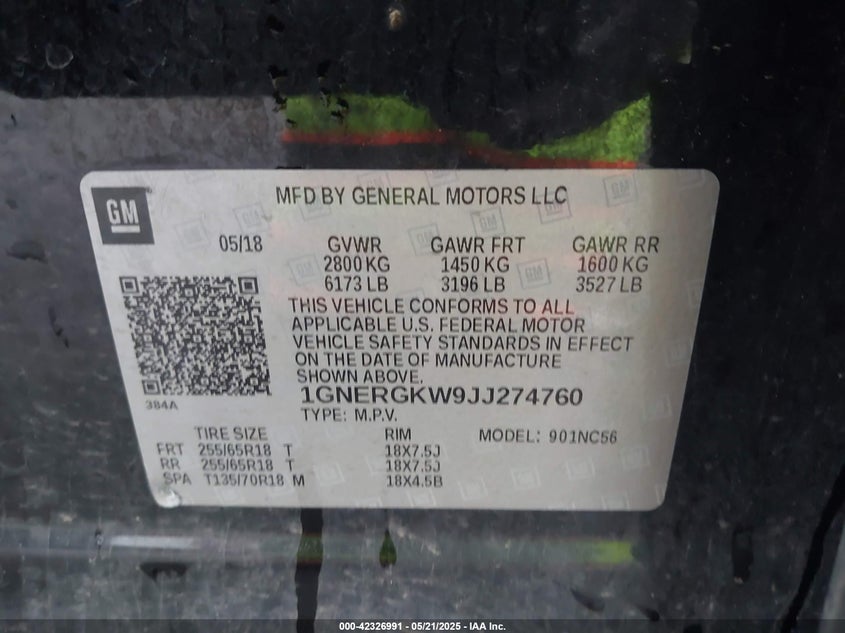 GM
MFD BY GENERAL MOTORS LLC
05/18 GVWR GAWR FRT GAWR RR
2800 KG 1450 KG 1600 KG
6173 LB 3196 LB 3527 LB
THIS VEHICLE CONFORMS TO ALL
APPLICABLE U.S. FEDERAL MOTOR
VEHICLE SAFETY STANDARDS IN EFFECT
ON THE DATE OF MANUFACTURE
SHOWN ABOVE.
384A
1GNERGKW9JJ274760
TYPE: M.P.V.
TIRE SIZE RIM MODEL: 901NC56
FRT 255/65R18 T 18X7.5J
RR 255/65R18 T 18X7.5J
SPA T135/70R18 M 18X4.5B
000-42326991 - 05/21/2025 - IAA Inc.